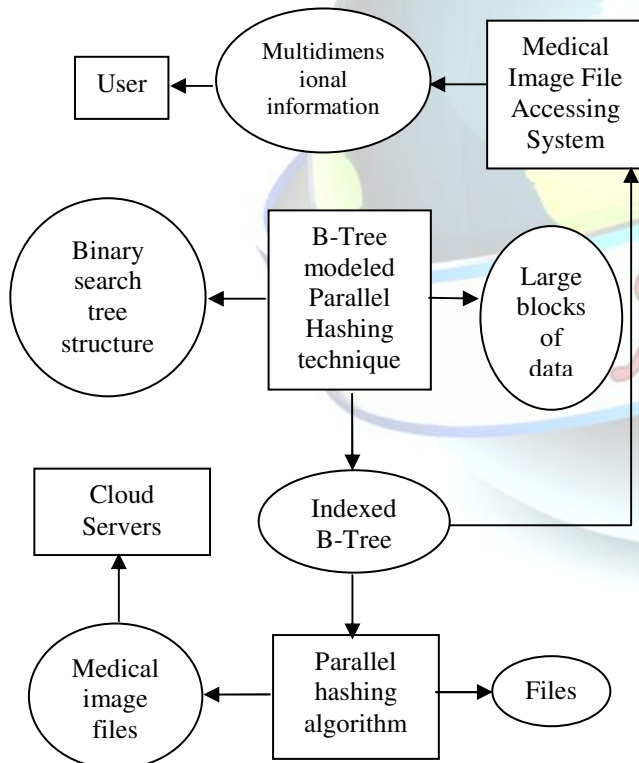 User
Multidimens
ional
information
Medical
Image File
Accessing
System
Binary
search
tree
structure
B-Tree
modeled
Parallel
Hashing
technique
Large
blocks
of
data
Cloud
Servers
Indexed
B-Tree
Medical
image
files
Parallel
hashing
algorithm
Files